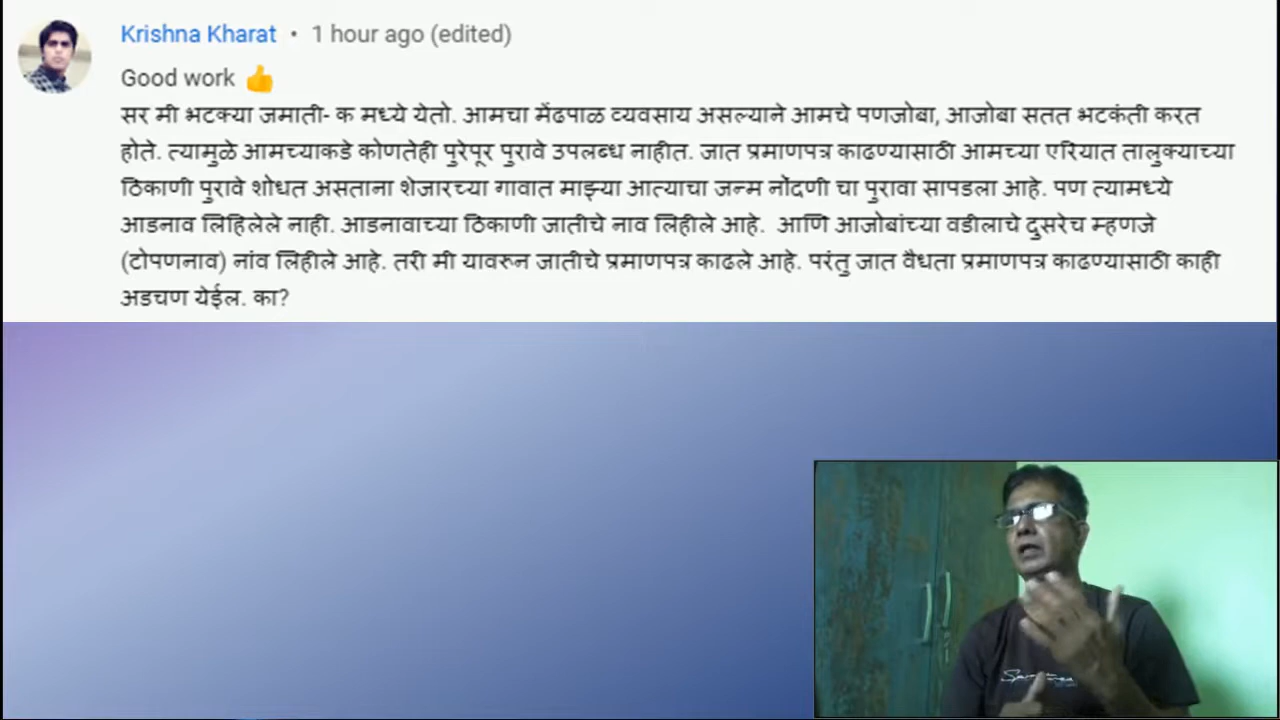 Krishna Kharat • 1 hour ago (edited)
Good work 👍
सर मी भटक्या जमाती- क मध्ये येतो. आमचा मेंढपाळ व्यवसाय असल्याने आमचे पणजोबा, आजोबा सतत भटकंती करत
होते. त्यामुळे आमच्याकडे कोणतेही पुरेपूर पुरावे उपलब्ध नाहीत. जात प्रमाणपत्र काढण्यासाठी आमच्या एरियात तालुक्याच्या
ठिकाणी पुरावे शोधत असताना शेजारच्या गावात माझ्या आत्याचा जन्म नोंदणी चा पुरावा सापडला आहे. पण त्यामध्ये
आडनाव लिहिलेले नाही. आडनावाच्या ठिकाणी जातीचे नाव लिहीले आहे. आणि आजोबांच्या वडीलाचे दुसरेच म्हणजे
(टोपणनाव) नांव लिहीले आहे. तरी मी यावरून जातीचे प्रमाणपत्र काढले आहे. परंतु जात वैधता प्रमाणपत्र काढण्यासाठी काही
अडचण येईल. का?